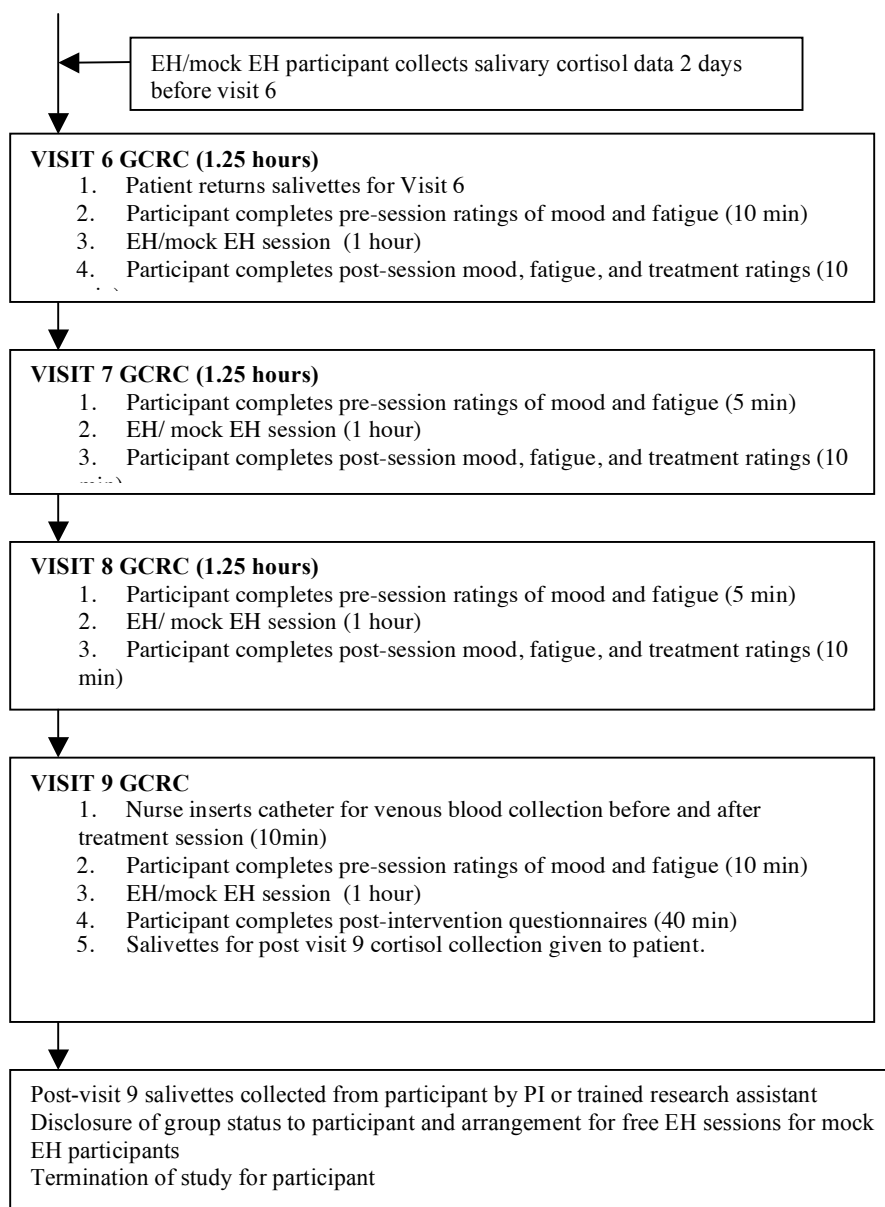 EH/mock EH participant collects salivary cortisol data 2 days
before visit 6
VISIT 6 GCRC (1.25 hours)
1. Patient returns salivettes for Visit 6
2. Participant completes pre-session ratings of mood and fatigue (10 min)
3. EH/mock EH session (1 hour)
4. Participant completes post-session mood, fatigue, and treatment ratings (10
VISIT 7 GCRC (1.25 hours)
1. Participant completes pre-session ratings of mood and fatigue (5 min)
2. EH/ mock EH session (1 hour)
3. Participant completes post-session mood, fatigue, and treatment ratings (10
min)
VISIT 8 GCRC (1.25 hours)
1. Participant completes pre-session ratings of mood and fatigue (5 min)
2. EH/ mock EH session (1 hour)
3. Participant completes post-session mood, fatigue, and treatment ratings (10
min)
VISIT 9 GCRC
1. Nurse inserts catheter for venous blood collection before and after
treatment session (10min)
2. Participant completes pre-session ratings of mood and fatigue (10 min)
3. EH/mock EH session (1 hour)
4. Participant completes post-intervention questionnaires (40 min)
5. Salivettes for post visit 9 cortisol collection given to patient.
Post-visit 9 salivettes collected from participant by PI or trained research assistant
Disclosure of group status to participant and arrangement for free EH sessions for mock
EH participants
Termination of study for participant